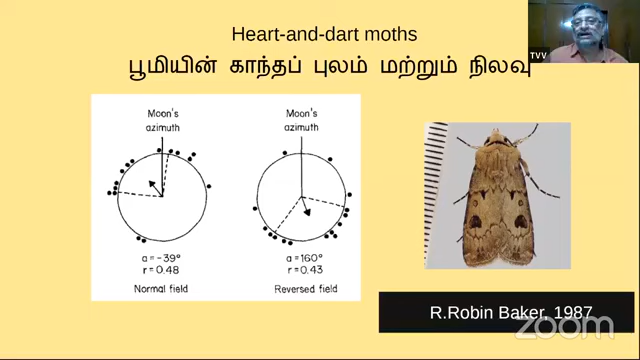 Heart-and-dart moths
பூமியின் காந்தப் புலம் மற்றும் நிலவு
TVV
Moon's
azimuth
a = -39°
r = 0.48
Normal field
Moon's
azimuth
a = 160°
r = 0.43
Reversed field
R.Robin Baker, 1987
zoom